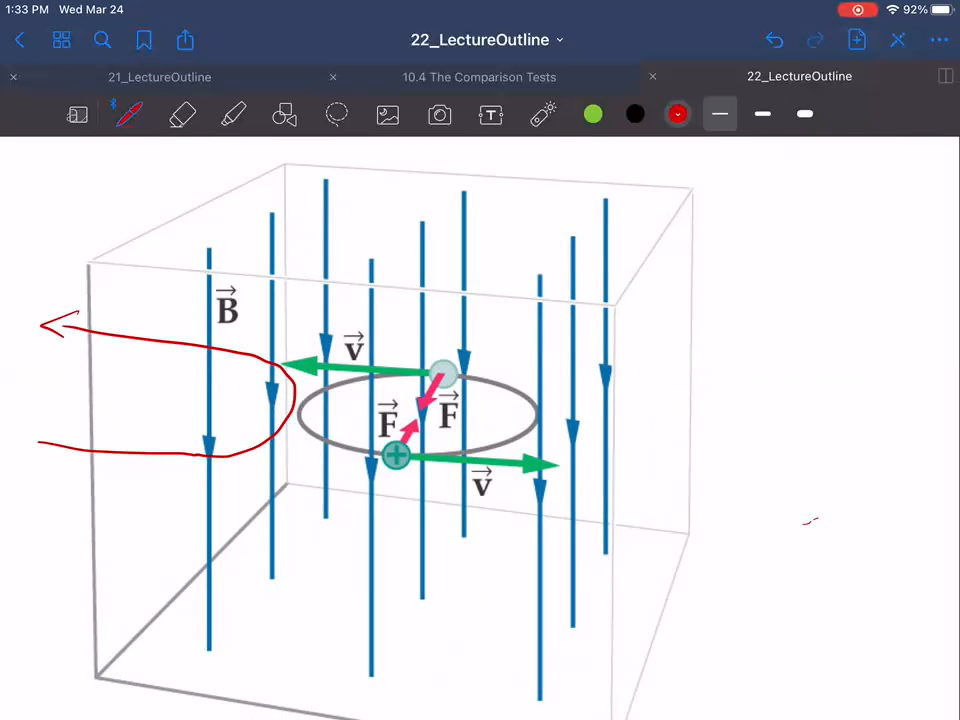 1:33 PM Wed Mar 24
92%
22_LectureOutline
21_LectureOutline
10.4 The Comparison Tests
22_LectureOutline
T
B
v
F
F
+
v